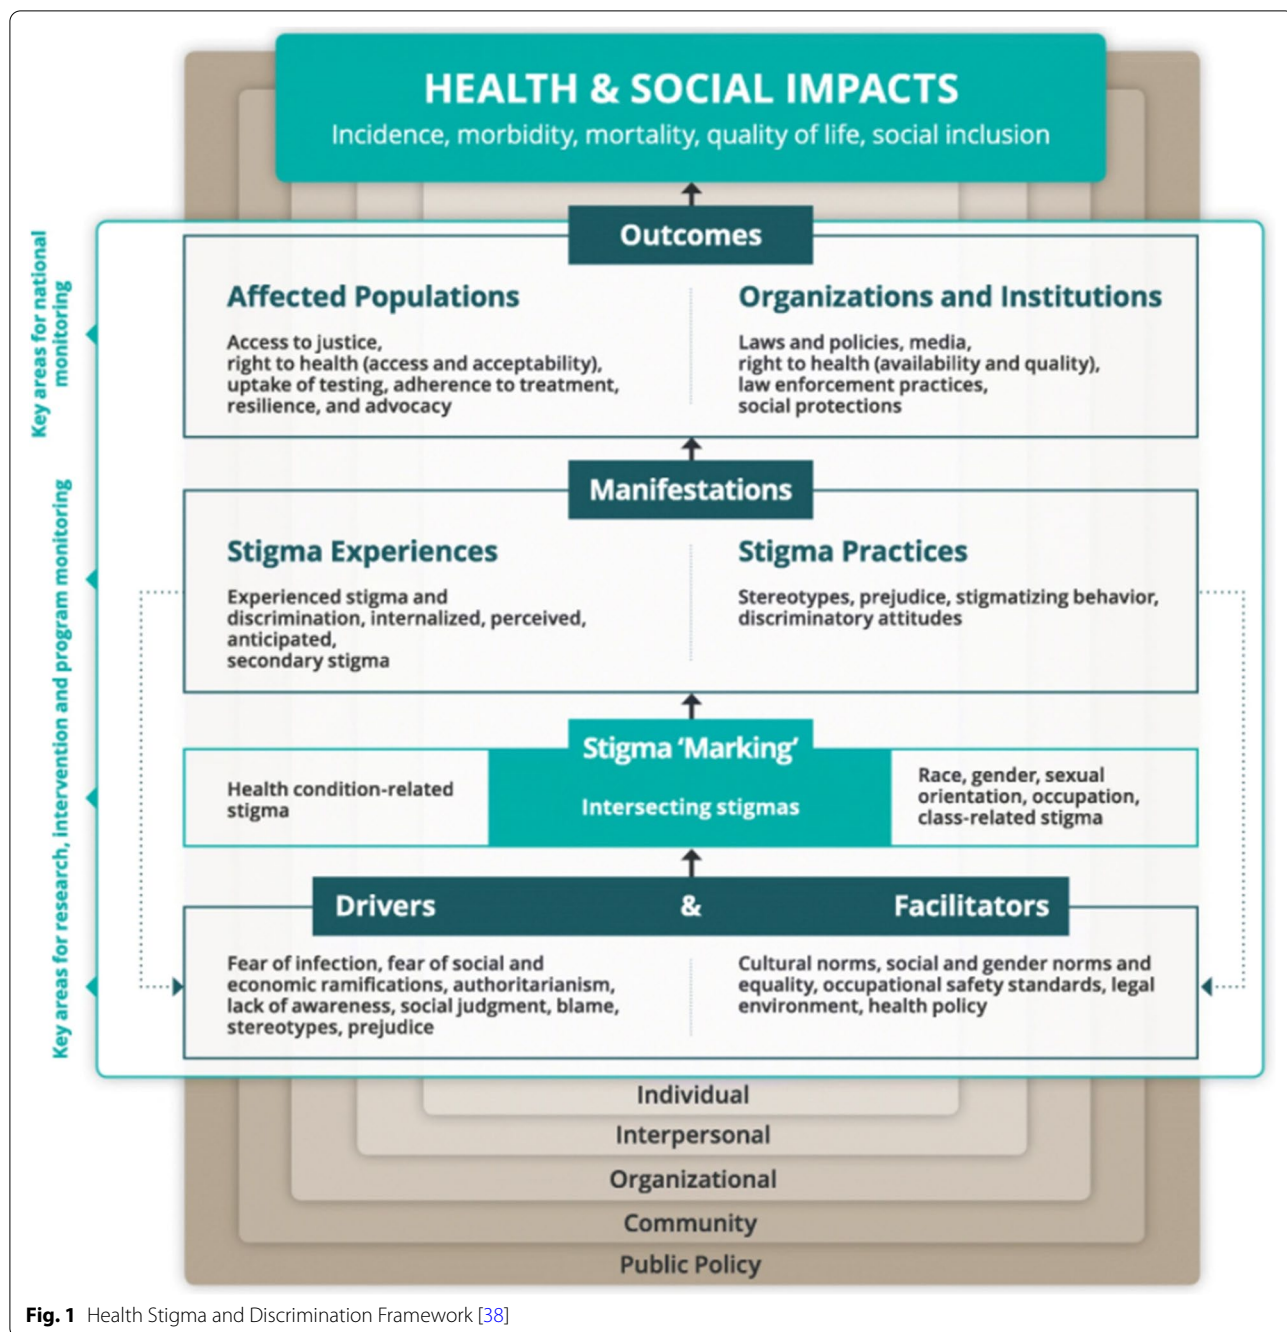 HEALTH & SOCIAL IMPACTS
Incidence, morbidity, mortality, quality of life, social inclusion
Key areas for national
monitoring
Outcomes
Affected Populations
Access to justice,
right to health (access and acceptability),
uptake of testing, adherence to treatment,
resilience, and advocacy
Organizations and Institutions
Laws and policies, media,
right to health (availability and quality),
law enforcement practices,
social protections
Key areas for research, intervention and program monitoring
Manifestations
Stigma Experiences
Experienced stigma and
discrimination, internalized, perceived,
anticipated,
secondary stigma
Stigma Practices
Stereotypes, prejudice, stigmatizing behavior,
discriminatory attitudes
Stigma ‘Marking’
Health condition-related
stigma
Intersecting stigmas
Race, gender, sexual
orientation, occupation,
class-related stigma
Drivers & Facilitators
Fear of infection, fear of social and
economic ramifications, authoritarianism,
lack of awareness, social judgment, blame,
stereotypes, prejudice
Cultural norms, social and gender norms and
equality, occupational safety standards, legal
environment, health policy
Individual
Interpersonal
Organizational
Community
Public Policy
Fig. 1 Health Stigma and Discrimination Framework [38]